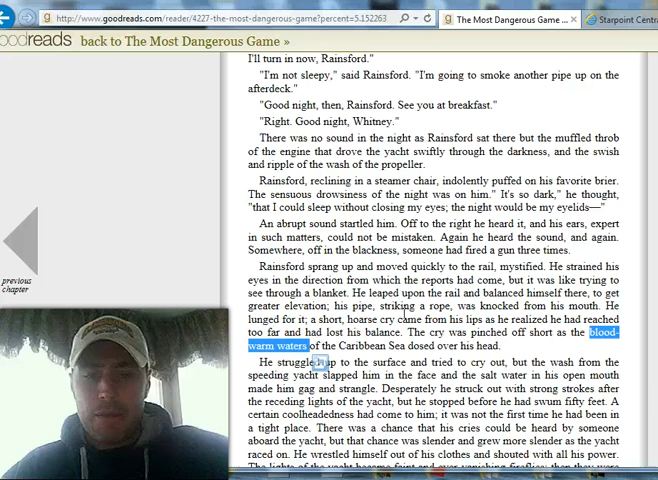 http://www.goodreads.com/reader/4227-the-most-dangerous-game?percent=5.152263
The Most Dangerous Game ...
Starpoint Centra
oodreads back to The Most Dangerous Game »
I'll turn in now, Rainsford."
"I'm not sleepy," said Rainsford. "I'm going to smoke another pipe up on the
afterdeck."
"Good night, then, Rainsford. See you at breakfast."
"Right. Good night, Whitney."
There was no sound in the night as Rainsford sat there but the muffled throb
of the engine that drove the yacht swiftly through the darkness, and the swish
and ripple of the wash of the propeller.
Rainsford, reclining in a steamer chair, indolently puffed on his favorite brier.
The sensuous drowsiness of the night was on him." It's so dark," he thought,
"that I could sleep without closing my eyes; the night would be my eyelids—"
An abrupt sound startled him. Off to the right he heard it, and his ears, expert
in such matters, could not be mistaken. Again he heard the sound, and again.
Somewhere, off in the blackness, someone had fired a gun three times.
Rainsford sprang up and moved quickly to the rail, mystified. He strained his
eyes in the direction from which the reports had come, but it was like trying to
see through a blanket. He leaped upon the rail and balanced himself there, to get
greater elevation; his pipe, striking a rope, was knocked from his mouth. He
lunged for it; a short, hoarse cry came from his lips as he realized he had reached
too far and had lost his balance. The cry was pinched off short as the blood-
warm waters of the Caribbean Sea dosed over his head.
He struggled up to the surface and tried to cry out, but the wash from the
speeding yacht slapped him in the face and the salt water in his open mouth
made him gag and strangle. Desperately he struck out with strong strokes after
the receding lights of the yacht, but he stopped before he had swum fifty feet. A
certain coolheadedness had come to him; it was not the first time he had been in
a tight place. There was a chance that his cries could be heard by someone
aboard the yacht, but that chance was slender and grew more slender as the yacht
raced on. He wrestled himself out of his clothes and shouted with all his power.
The lights of the yacht became faint and ever-vanishing fireflies; then they were
previous
chapter